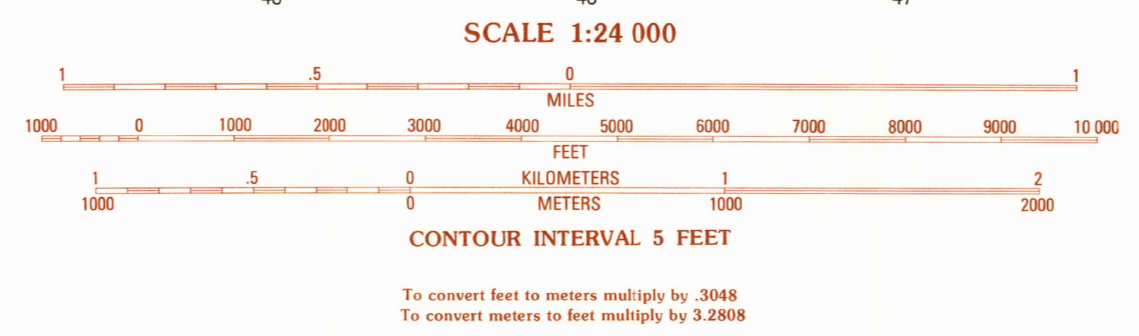 SCALE 1:24 000
1 .5 0 1
MILES
1000 0 1000 2000 3000 4000 5000 6000 7000 8000 9000 10 000
FEET
1 .5 0 KILOMETERS 1 2
1000 0 METERS 1000 2000
CONTOUR INTERVAL 5 FEET
To convert feet to meters multiply by .3048
To convert meters to feet multiply by 3.2808